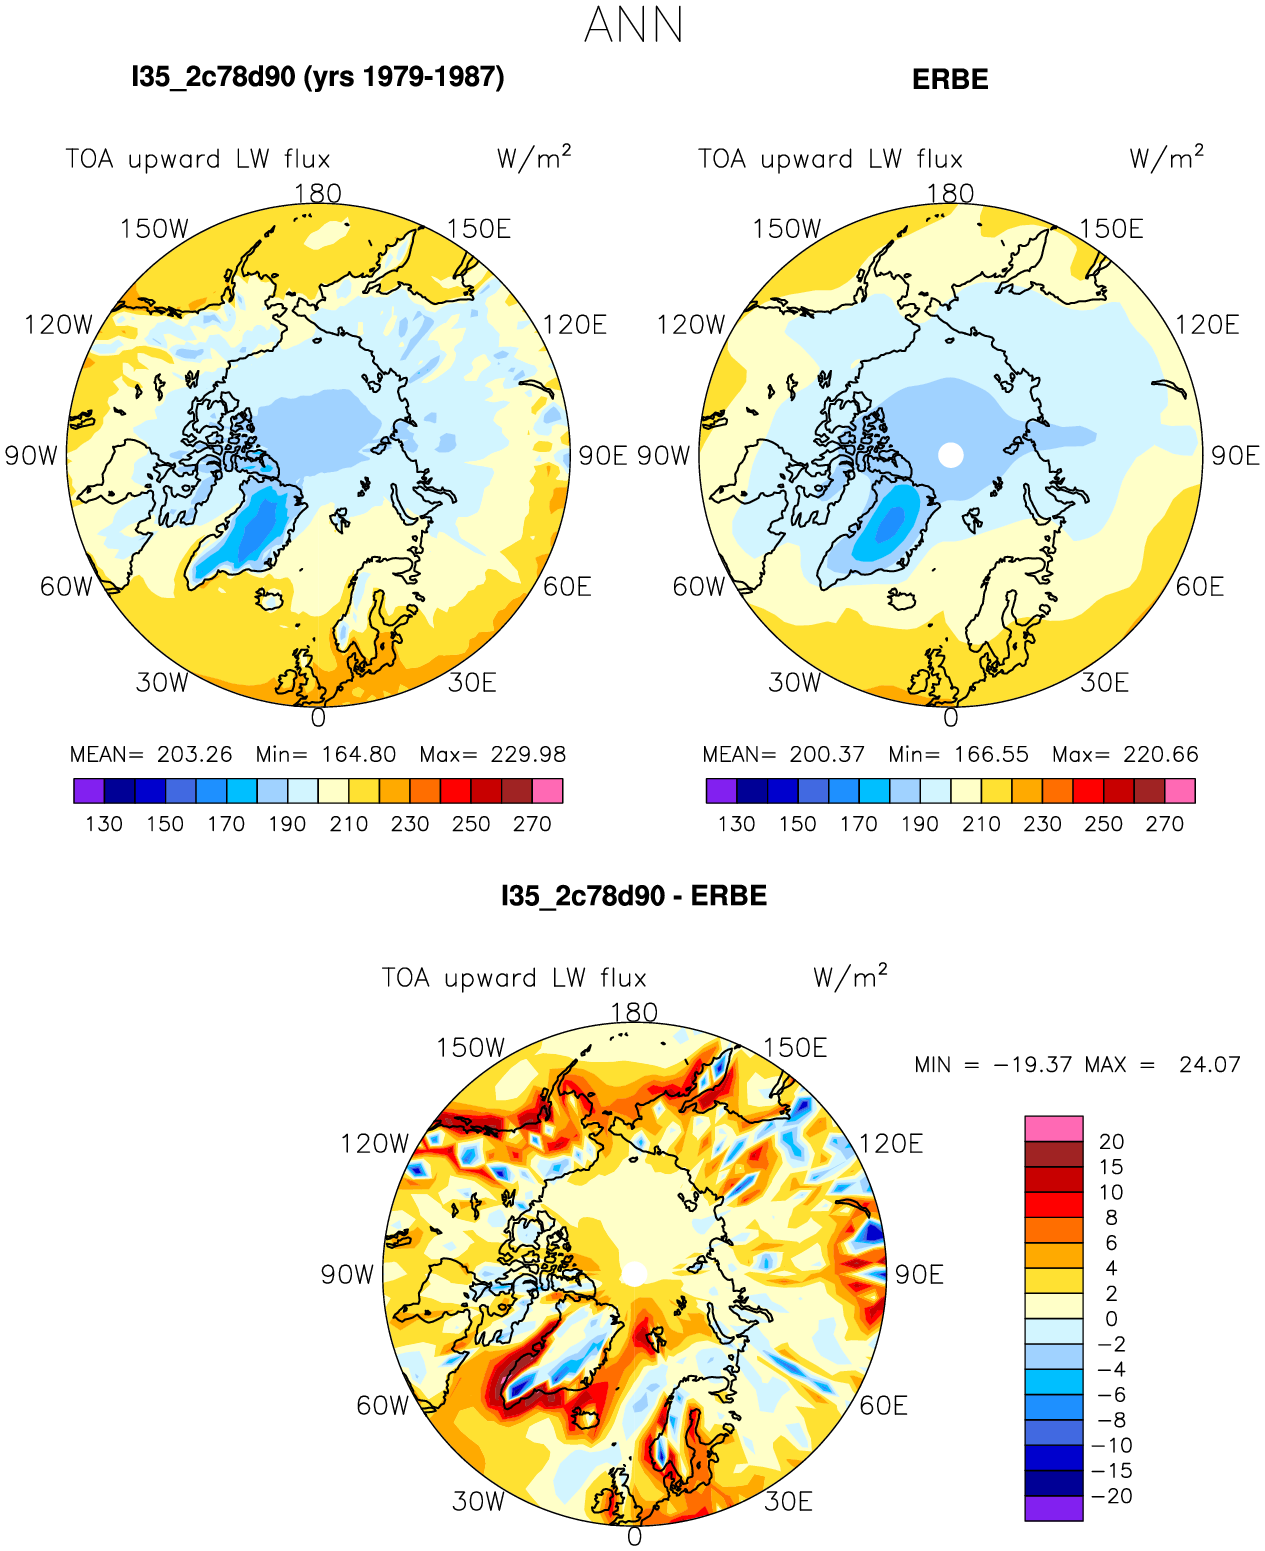 ANN
I35_2c78d90 (yrs 1979-1987)
ERBE
TOA upward LW flux W/m²
TOA upward LW flux W/m²
180
150W 150E
120W 120E
90W 90E
60W 60E
30W 30E
0
180
150W 150E
120W 120E
90W 90E
60W 60E
30W 30E
0
MEAN= 203.26 Min= 164.80 Max= 229.98
130 150 170 190 210 230 250 270
MEAN= 200.37 Min= 166.55 Max= 220.66
130 150 170 190 210 230 250 270
I35_2c78d90 - ERBE
TOA upward LW flux W/m²
180
150W 150E
120W 120E
90W 90E
60W 60E
30W 30E
0
MIN = −19.37 MAX = 24.07
20
15
10
8
6
4
2
0
−2
−4
−6
−8
−10
−15
−20